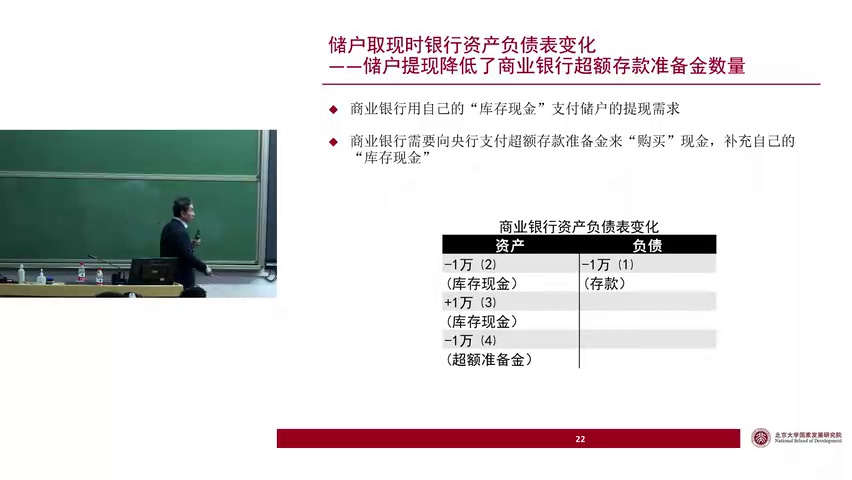 储户取现时银行资产负债表变化
——储户提现降低了商业银行超额存款准备金数量
◆ 商业银行用自己的“库存现金”支付储户的提现需求
◆ 商业银行需要向央行支付超额存款准备金来“购买”现金，补充自己的
“库存现金”
商业银行资产负债表变化
资产 负债
-1万 (2) -1万 (1)
(库存现金) (存款)
+1万 (3)
(库存现金)
-1万 (4)
(超额准备金)
22
北京大学国家发展研究院
National School of Development